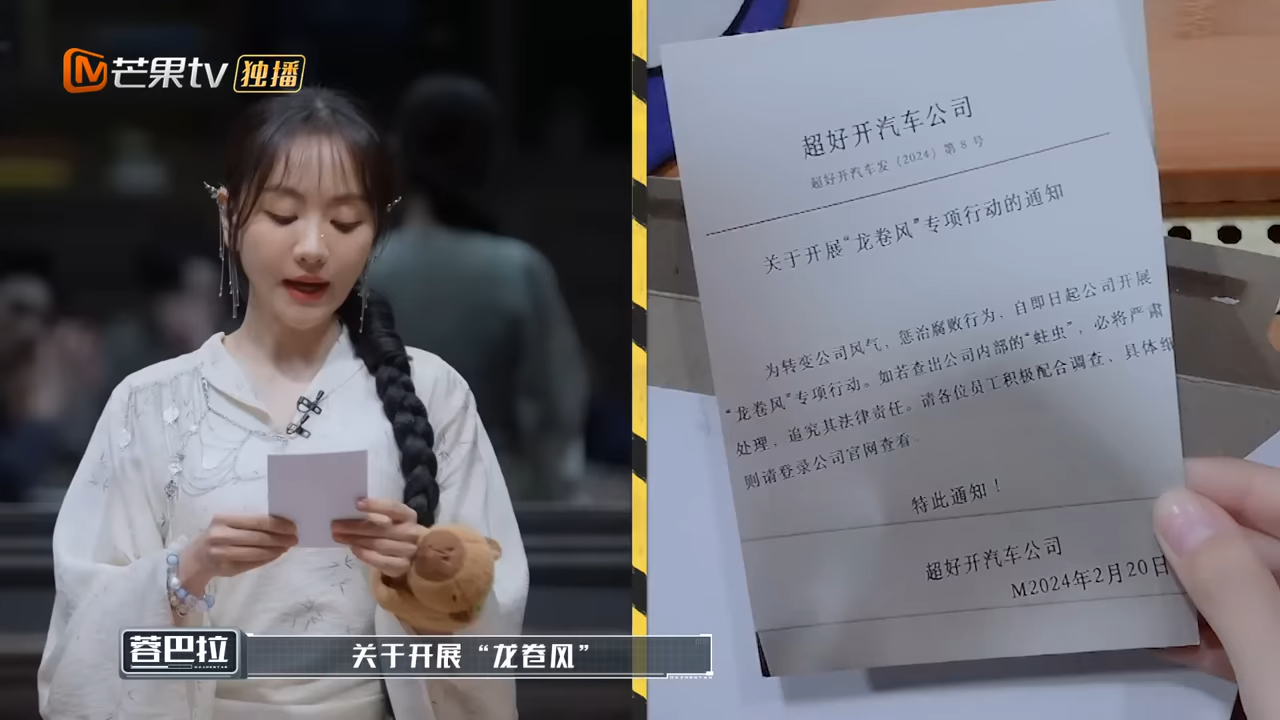 芒果tv 独播
超好开汽车公司
超好开汽车发〔2024〕第 8 号
关于开展“龙卷风”专项行动的通知
为转变公司风气，惩治腐败行为，自即日起公司开展
“龙卷风”专项行动。如若查出公司内部的“蛀虫”，必将严肃
处理，追究其法律责任。请各位员工积极配合调查、具体细
则请登录公司官网查看
特此通知！
超好开汽车公司
M2024年2月20日
蓉巴拉
关于开展“龙卷风”